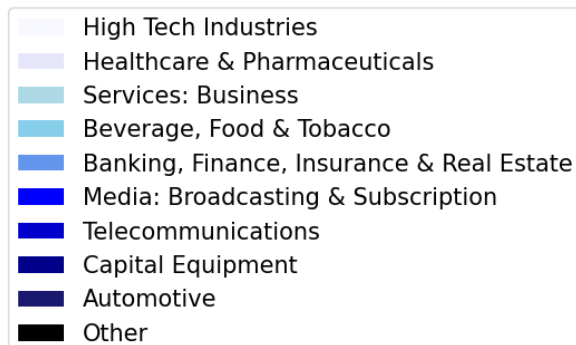 High Tech Industries
Healthcare & Pharmaceuticals
Services: Business
Beverage, Food & Tobacco
Banking, Finance, Insurance & Real Estate
Media: Broadcasting & Subscription
Telecommunications
Capital Equipment
Automotive
Other